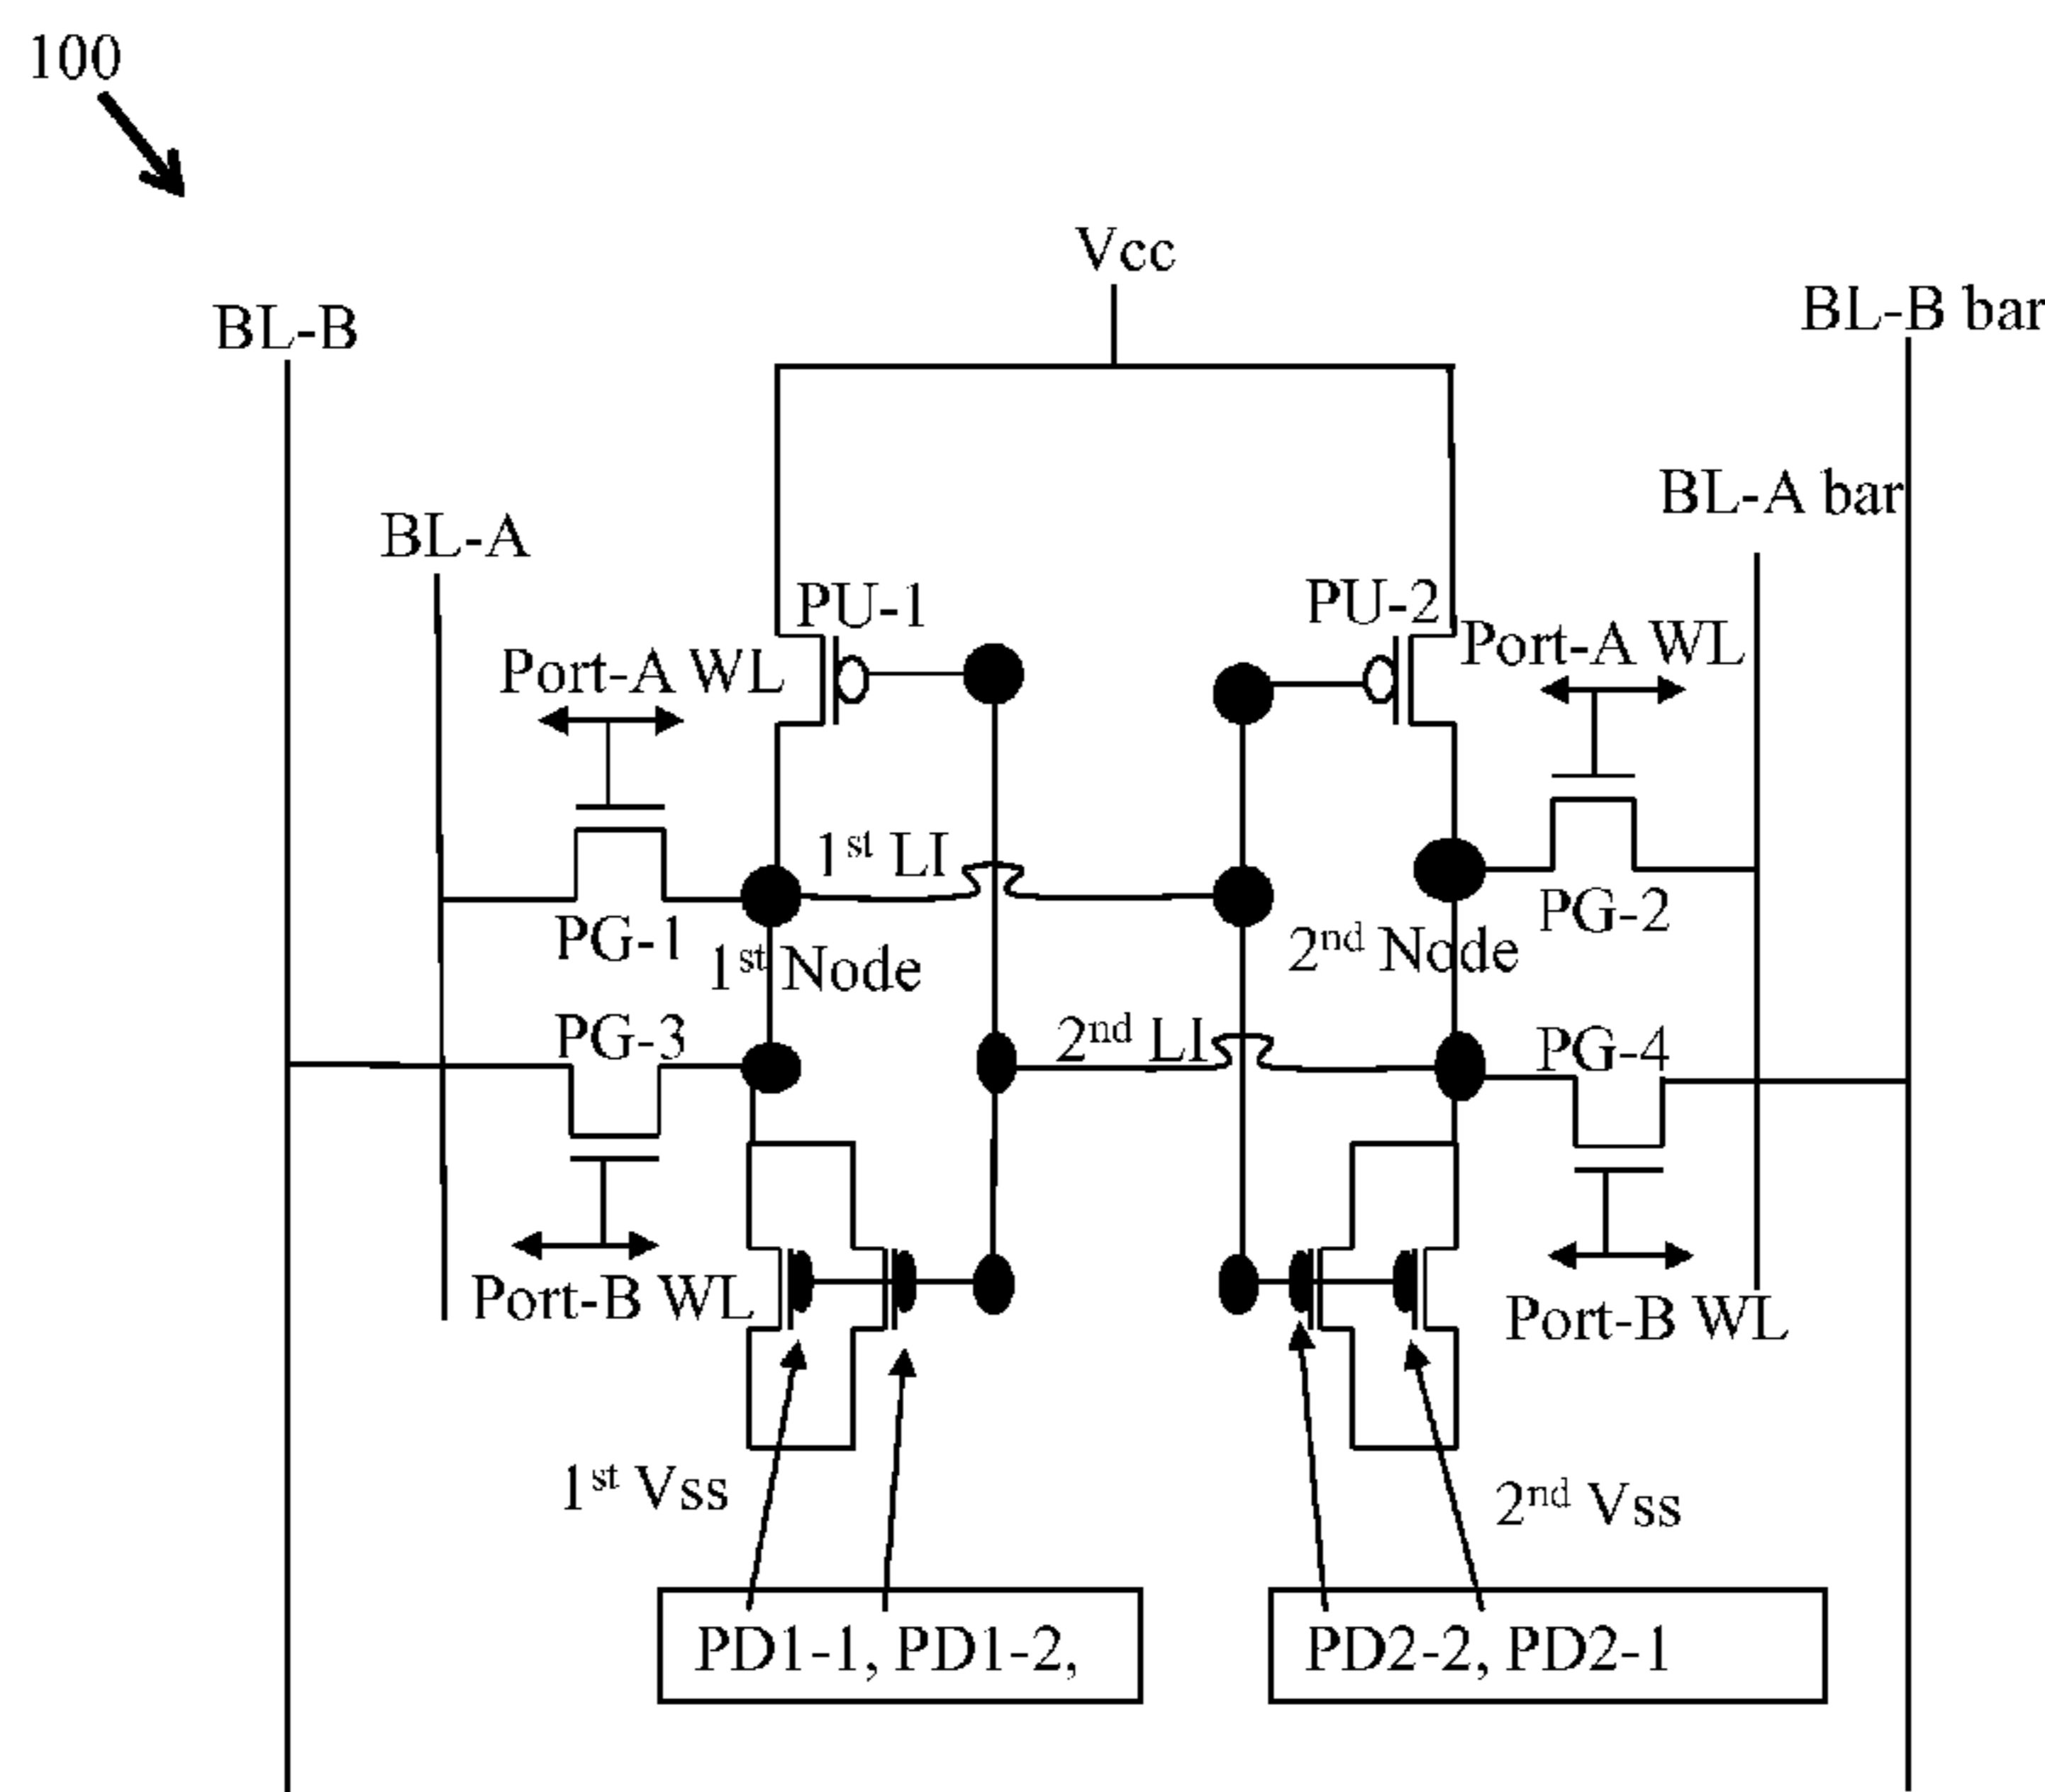 100
Vcc
BL-B bar
BL-B
BL-A bar
BL-A
PU-1
PU-2
Port-A WL
Port-A WL
1st LI
PG-1
PG-2
1st Node
2nd Node
PG-3
2nd LI
PG-4
Port-B WL
Port-B WL
1st Vss
2nd Vss
PD1-1, PD1-2,
PD2-2, PD2-1